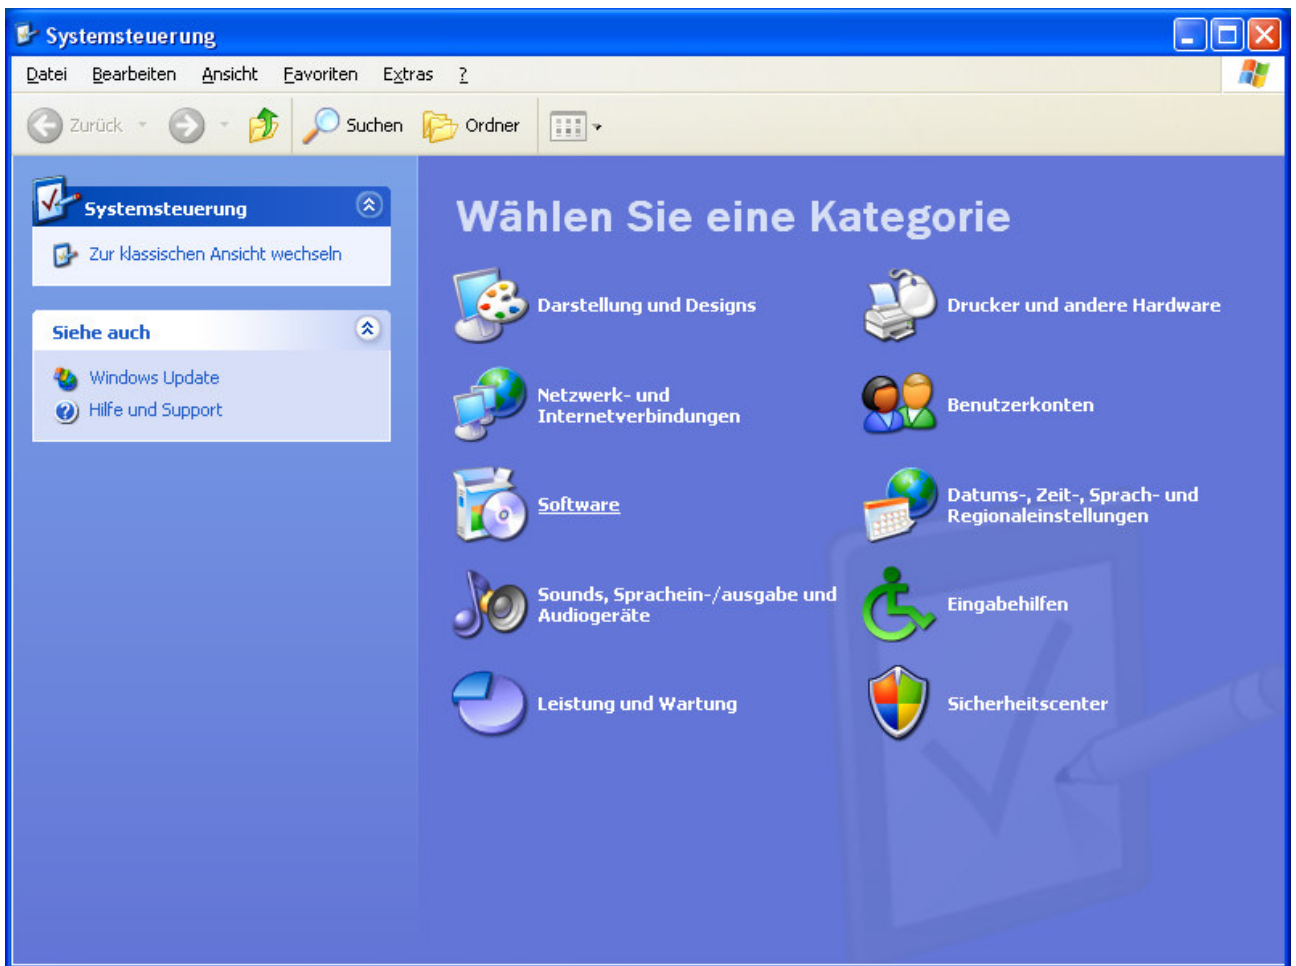 Systemsteuerung
Datei Bearbeiten Ansicht Favoriten Extras ?
Zurück Suchen Ordner
Systemsteuerung
Zur klassischen Ansicht wechseln
Siehe auch
Windows Update
Hilfe und Support
Wählen Sie eine Kategorie
Darstellung und Designs
Drucker und andere Hardware
Netzwerk- und
Internetverbindungen
Benutzerkonten
Software
Datums-, Zeit-, Sprach- und
Regionaleinstellungen
Sounds, Sprachein-/ausgabe und
Audiogeräte
Eingabehilfen
Leistung und Wartung
Sicherheitscenter